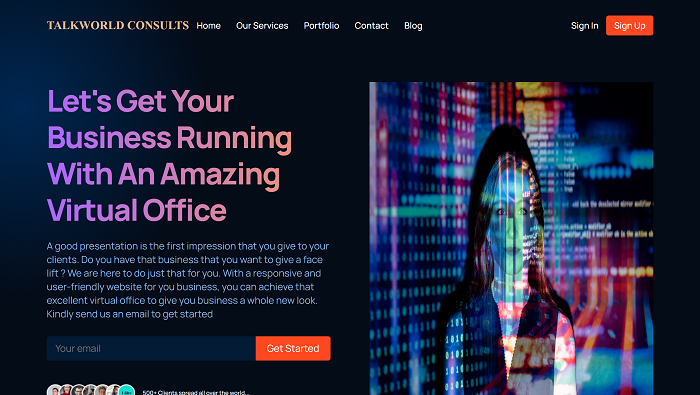 TALKWORLD CONSULTS Home Our Services Portfolio Contact Blog Sign In Sign Up
Let's Get Your
Business Running
With An Amazing
Virtual Office
A good presentation is the first impression that you give to your
clients. Do you have that business that you want to give a face
lift ? We are here to do just that for you. With a responsive and
user-friendly website for you business, you can achieve that
excellent virtual office to give you business a whole new look.
Kindly send us an email to get started
Your email Get Started
500+ Clients spread all over the world...